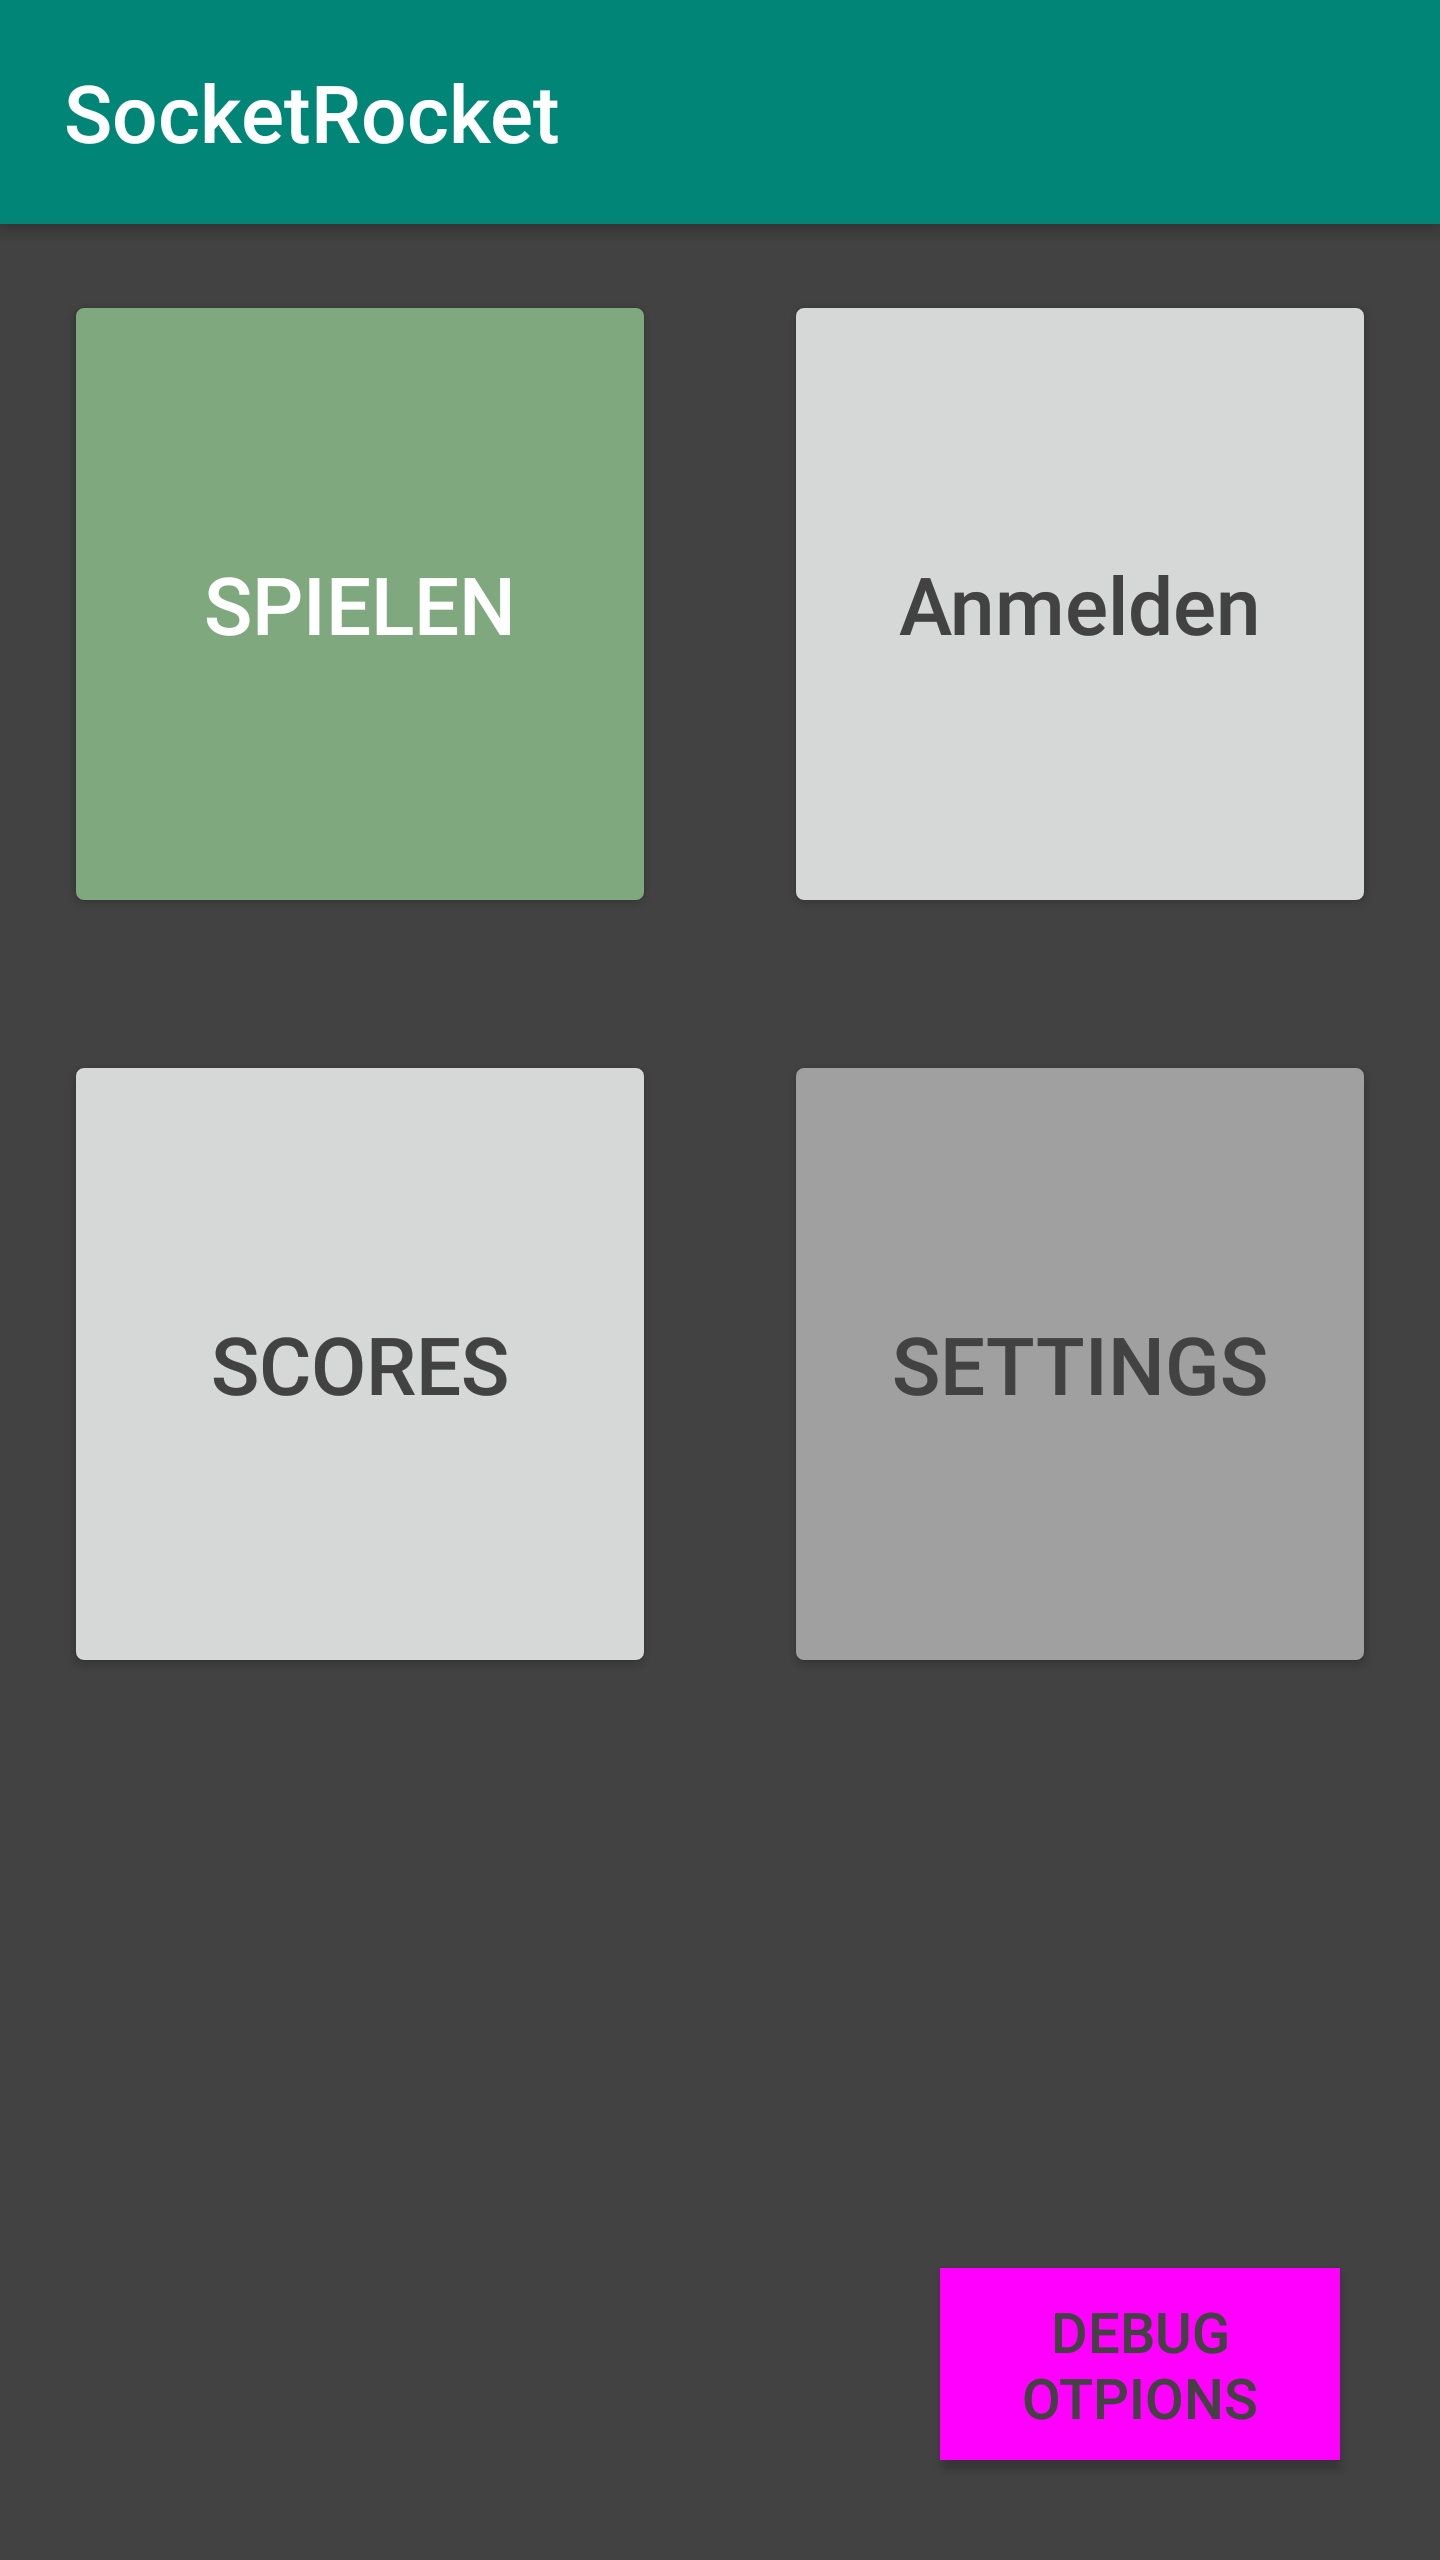 SocketRocket
SPIELEN
Anmelden
SCORES
SETTINGS
DEBUG
OTPIONS